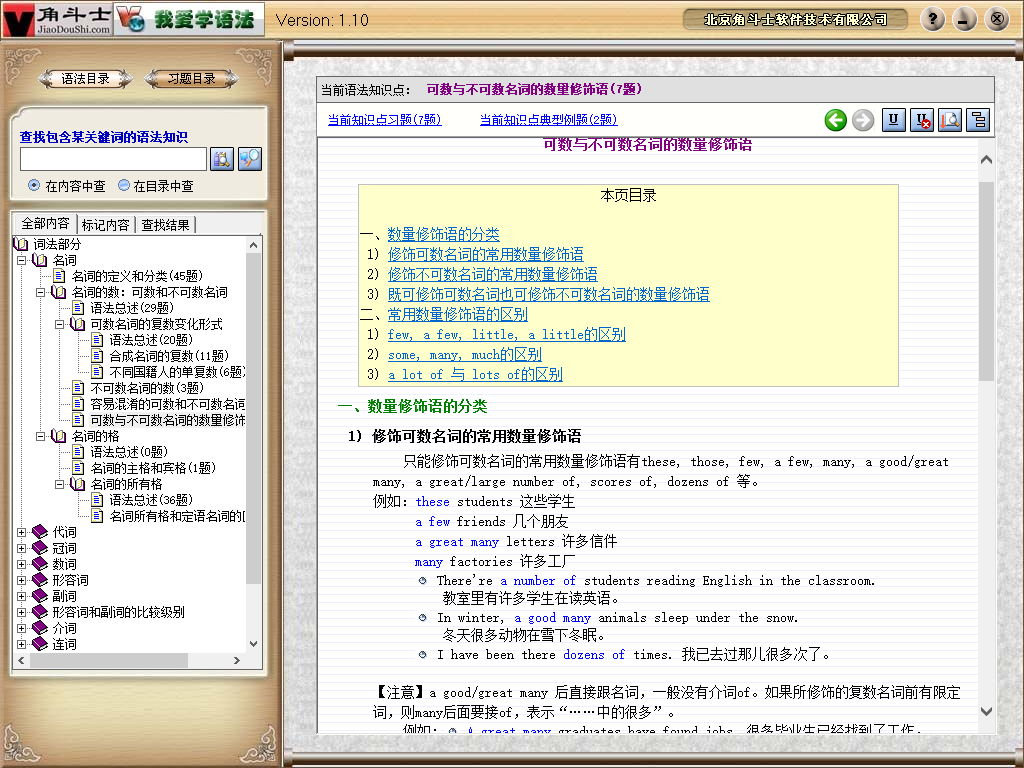 角斗士
JiaoDouShi.com
我爱学语法
Version: 1.10
北京角斗士软件技术有限公司
语法目录
习题目录
查找包含某关键词的语法知识
在内容中查
在目录中查
全部内容
标记内容
查找结果
词法部分
名词
名词的定义和分类(45题)
名词的数: 可数和不可数名词
语法总述(29题)
可数名词的复数变化形式
语法总述(20题)
合成名词的复数(11题)
不同国籍人的单复数(6题)
不可数名词的数(3题)
容易混淆的可数和不可数名词
可数与不可数名词的数量修饰
名词的格
语法总述(0题)
名词的主格和宾格(1题)
名词的所有格
语法总述(36题)
名词所有格和定语名词的
代词
冠词
数词
形容词
副词
形容词和副词的比较级别
介词
连词
当前语法知识点: 可数与不可数名词的数量修饰语(7题)
当前知识点习题(7题)
当前知识点典型例题(2题)
可数与不可数名词的数量修饰语
本页目录
一、数量修饰语的分类
1) 修饰可数名词的常用数量修饰语
2) 修饰不可数名词的常用数量修饰语
3) 既可修饰可数名词也可修饰不可数名词的数量修饰语
二、常用数量修饰语的区别
1) few, a few, little, a little的区别
2) some, many, much的区别
3) a lot of 与 lots of的区别
一、数量修饰语的分类
1) 修饰可数名词的常用数量修饰语
只能修饰可数名词的常用数量修饰语有these, those, few, a few, many, a good/great
many, a great/large number of, scores of, dozens of 等。
例如: these students 这些学生
a few friends 几个朋友
a great many letters 许多信件
many factories 许多工厂
There're a number of students reading English in the classroom.
教室里有许多学生在读英语。
In winter, a good many animals sleep under the snow.
冬天很多动物在雪下冬眠。
I have been there dozens of times. 我已去过那儿很多次了。
【注意】a good/great many 后直接跟名词，一般没有介词of。如果所修饰的复数名词前有限定
词，则many后面要接of，表示“……中的很多”。
例如: A great many graduates have found jobs. 很多毕业生已经找到了工作。